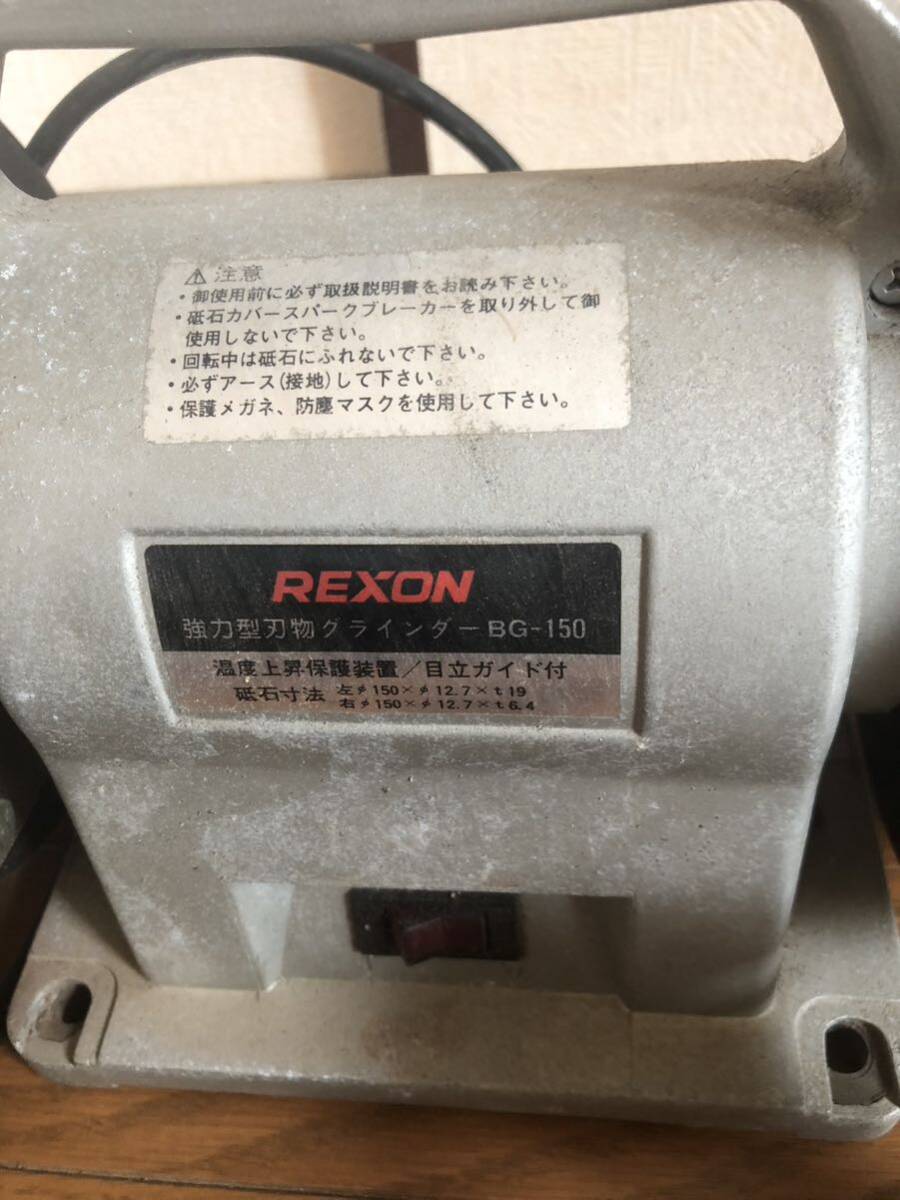 ⚠ 注意
・御使用前に必ず取扱説明書をお読み下さい。
・砥石カバースパークブレーカーを取り外して御
使用しないで下さい。
・回転中は砥石にふれないで下さい。
・必ずアース(接地)して下さい。
・保護メガネ、防塵マスクを使用して下さい。
REXON
強力型刃物グラインダーBG-150
温度上昇保護装置/目立ガイド付
砥石寸法 左φ150×φ12.7×t19
右φ150×φ12.7×t6.4